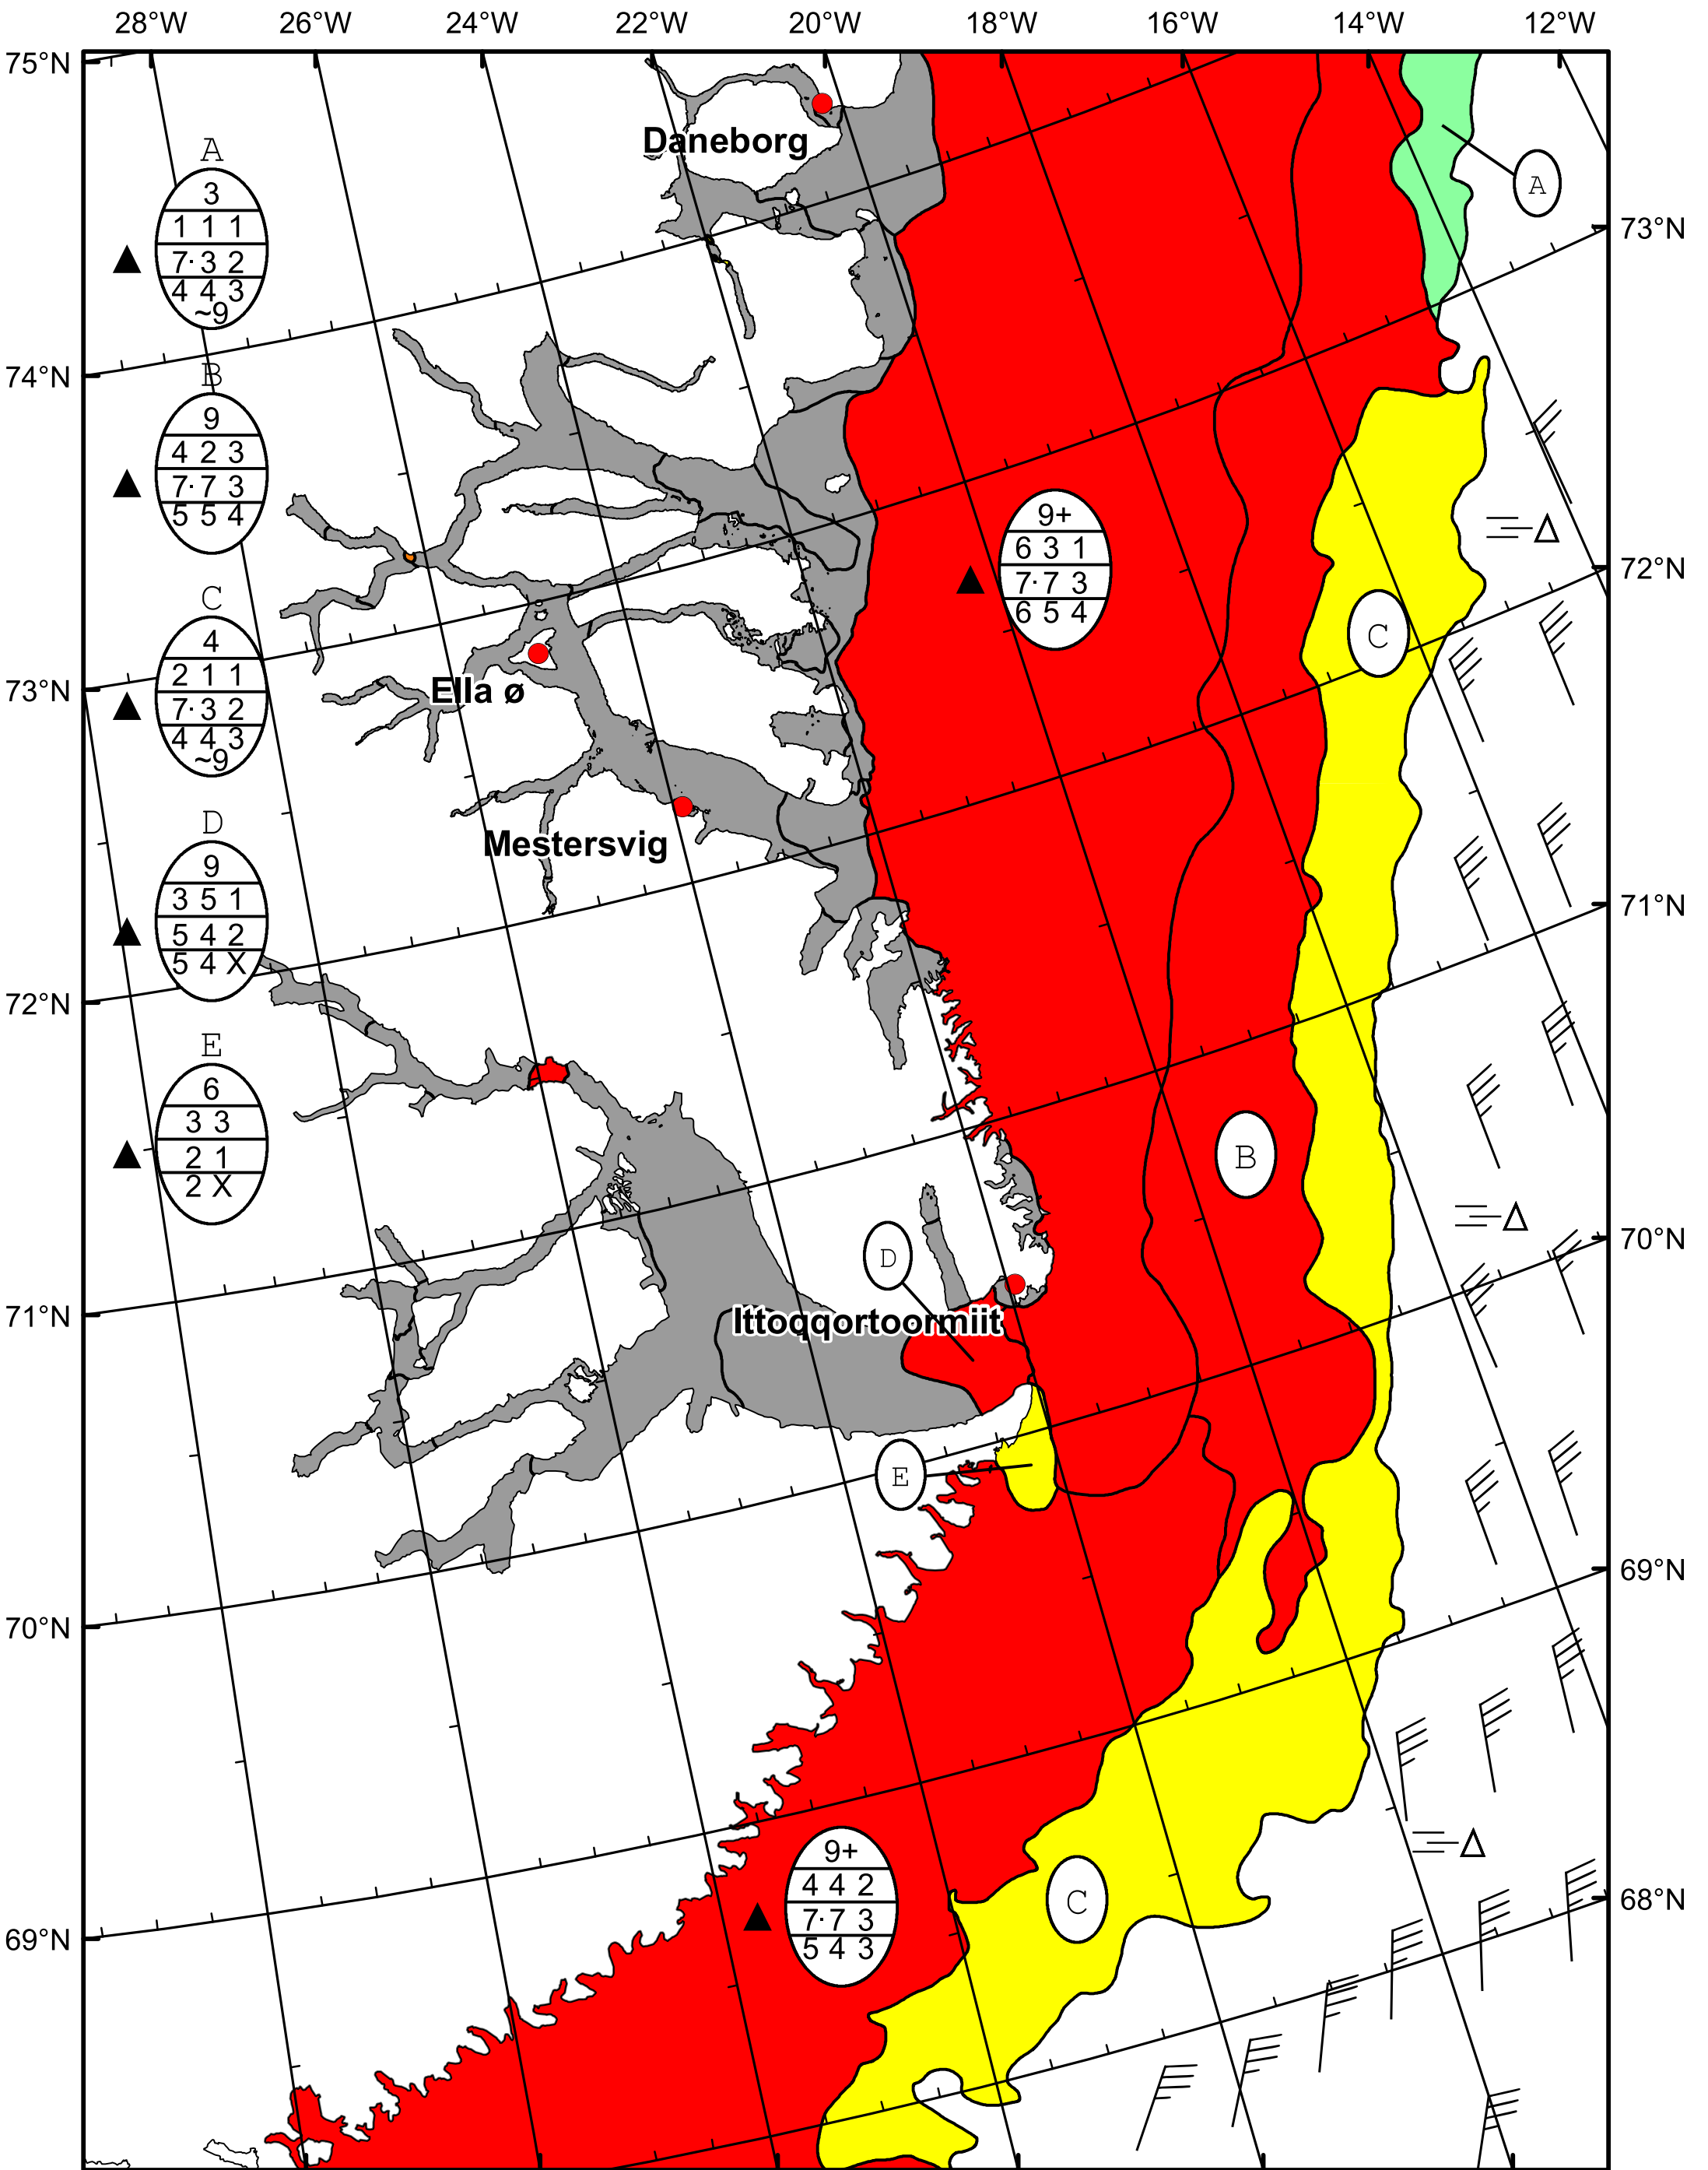 28°W 26°W 24°W 22°W 20°W 18°W 16°W 14°W 12°W
75°N
Daneborg
A
3
1 1 1
7· 3 2
4 4 3
~9
A
73°N
74°N
B
9
4 2 3
7· 7 3
5 5 4
9+
6 3 1
7· 7 3
6 5 4
72°N
C
4
2 1 1
7· 3 2
4 4 3
~9
C
73°N
Ella ø
Mestersvig
D
9
3 5 1
5 4 2
5 4 X
71°N
72°N
E
6
3 3
2 1
2 X
B
D
70°N
71°N
Ittoqqortoormiit
E
69°N
70°N
9+
4 4 2
7· 7 3
5 4 3
C
68°N
69°N